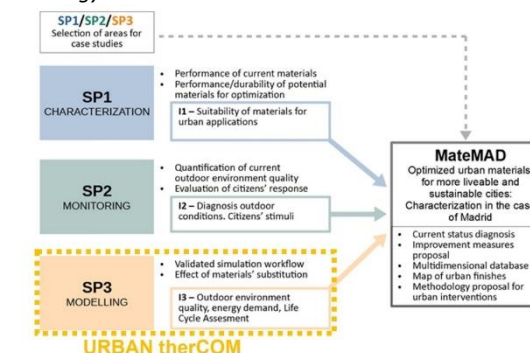 SP1/SP2/SP3
Selection of areas for
case studies
SP1
CHARACTERIZATION
• Performance of current materials
• Performance/durability of potential
materials for optimization
I1 – Suitability of materials for
urban applications
SP2
MONITORING
• Quantification of current
outdoor environment quality
• Evaluation of citizens' response
I2 – Diagnosis outdoor
conditions. Citizens' stimuli
SP3
MODELLING
• Validated simulation workflow
• Effect of materials' substitution
I3 – Outdoor environment
quality, energy demand, Life
Cycle Assesment
URBAN therCOM
MateMAD
Optimized urban materials
for more liveable and
sustainable cities:
Characterization in the case
of Madrid
• Current status diagnosis
• Improvement measures
proposal
• Multidimensional database
• Map of urban finishes
• Methodology proposal for
urban interventions